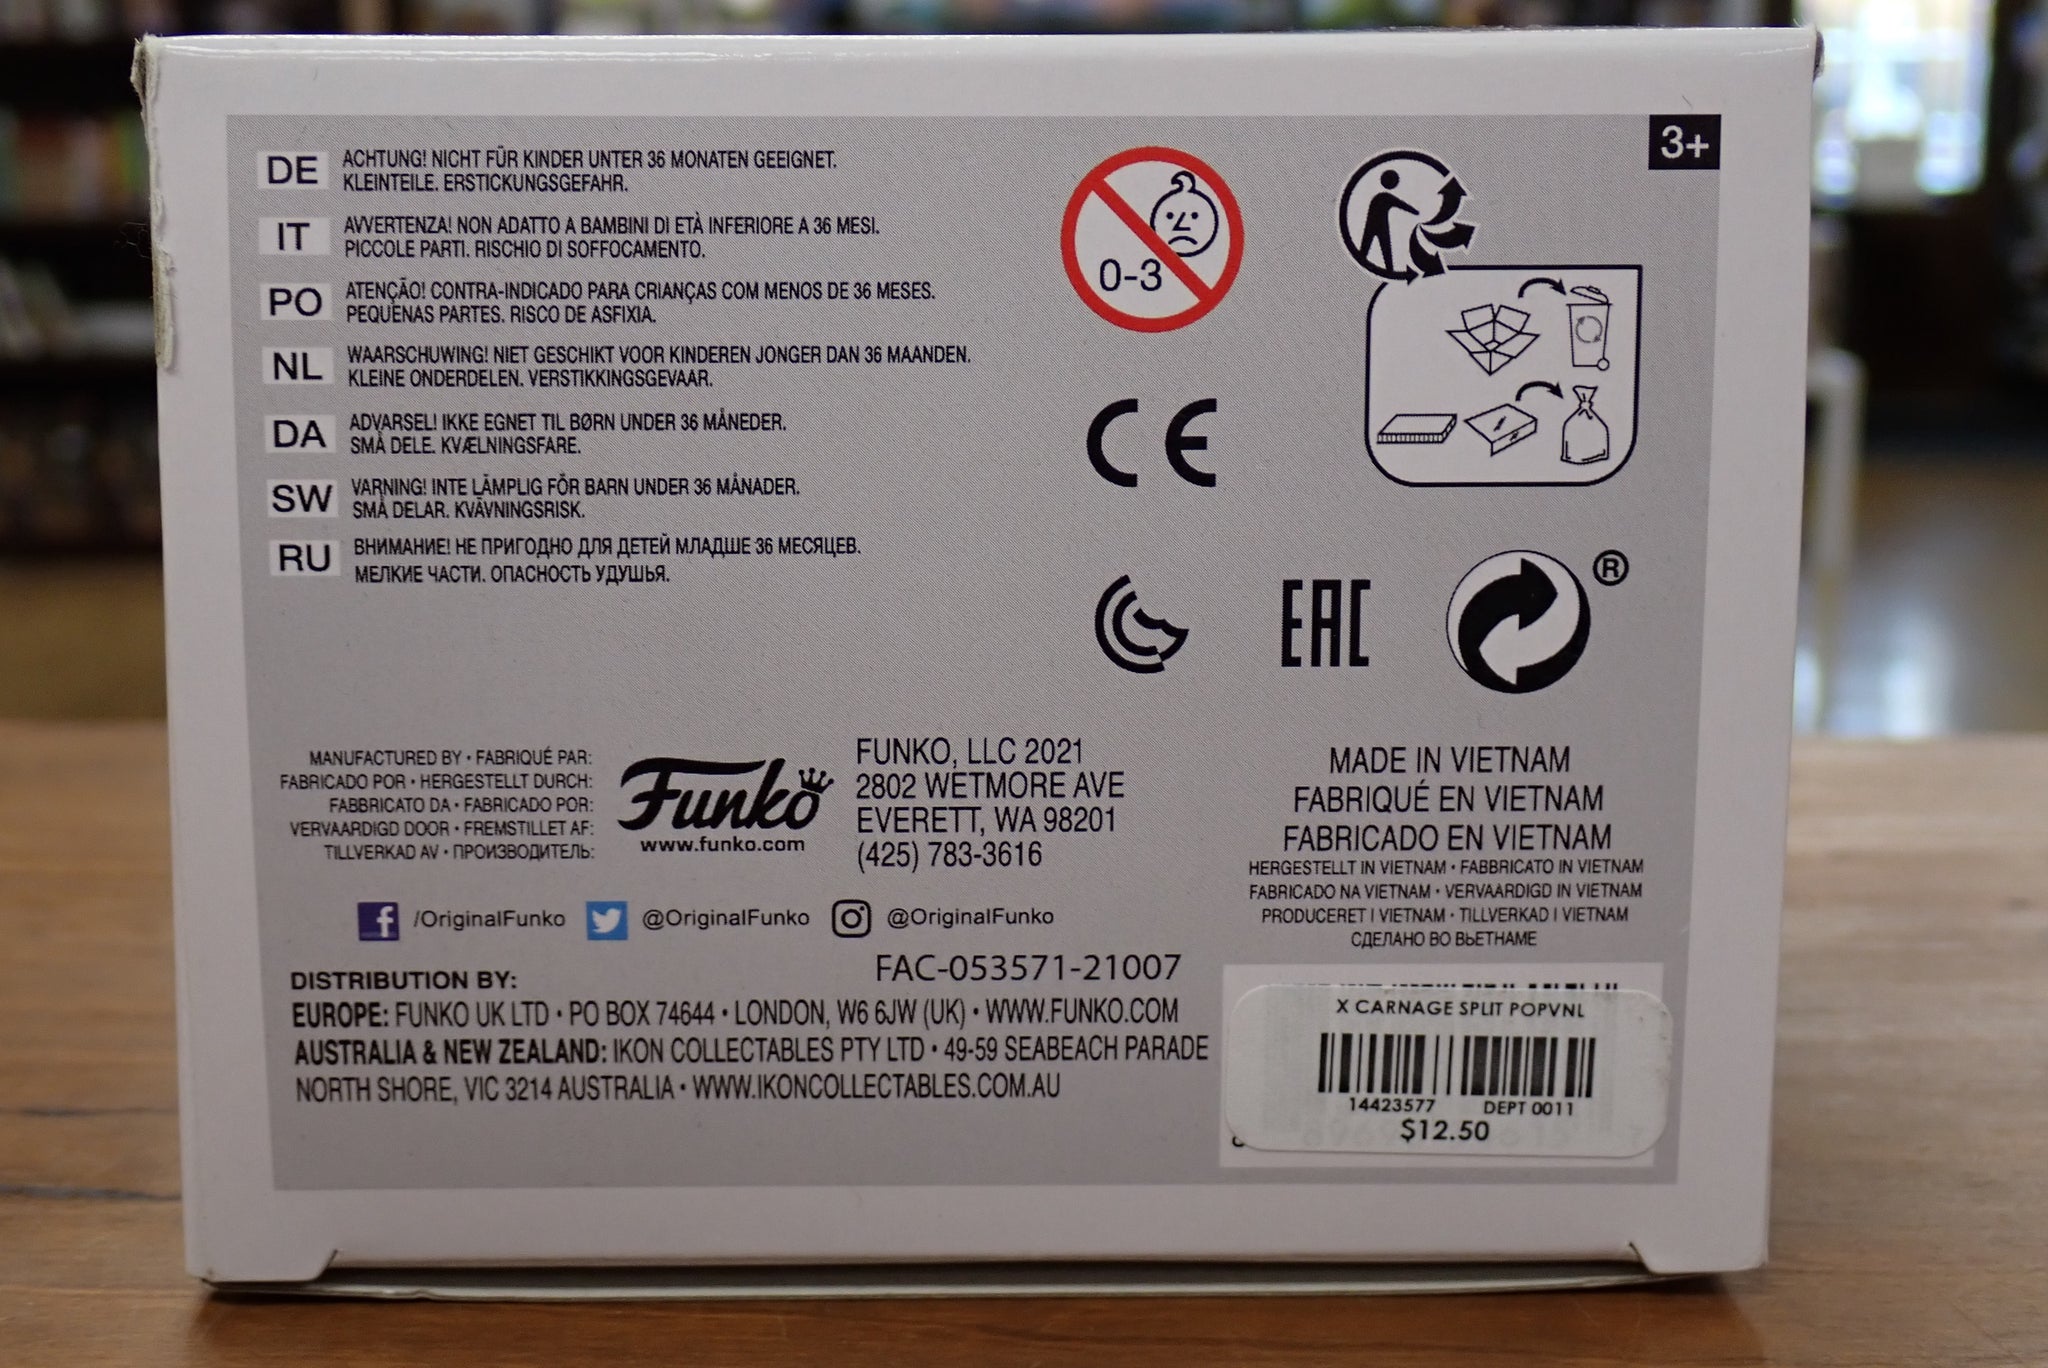 3+
DE ACHTUNG! NICHT FÜR KINDER UNTER 36 MONATEN GEEIGNET.
KLEINTEILE. ERSTICKUNGSGEFAHR.
IT AVVERTENZA! NON ADATTO A BAMBINI DI ETÀ INFERIORE A 36 MESI.
PICCOLE PARTI. RISCHIO DI SOFFOCAMENTO.
PO ATENÇÃO! CONTRA-INDICADO PARA CRIANÇAS COM MENOS DE 36 MESES.
PEQUENAS PARTES. RISCO DE ASFIXIA.
NL WAARSCHUWING! NIET GESCHIKT VOOR KINDEREN JONGER DAN 36 MAANDEN.
KLEINE ONDERDELEN. VERSTIKKINGSGEVAAR.
DA ADVARSEL! IKKE EGNET TIL BØRN UNDER 36 MÅNEDER.
SMÅ DELE. KVÆLNINGSFARE.
SW VARNING! INTE LÄMPLIG FÖR BARN UNDER 36 MÅNADER.
SMÅ DELAR. KVÄVNINGSRISK.
RU ВНИМАНИЕ! НЕ ПРИГОДНО ДЛЯ ДЕТЕЙ МЛАДШЕ 36 МЕСЯЦЕВ.
МЕЛКИЕ ЧАСТИ. ОПАСНОСТЬ УДУШЬЯ.
0-3
CE
EAC
®
MANUFACTURED BY • FABRIQUÉ PAR:
FABRICADO POR • HERGESTELLT DURCH:
FABBRICATO DA • FABRICADO POR:
VERVAARDIGD DOOR • FREMSTILLET AF:
TILLVERKAD AV • ПРОИЗВОДИТЕЛЬ:
Funko
www.funko.com
FUNKO, LLC 2021
2802 WETMORE AVE
EVERETT, WA 98201
(425) 783-3616
MADE IN VIETNAM
FABRIQUÉ EN VIETNAM
FABRICADO EN VIETNAM
HERGESTELLT IN VIETNAM • FABBRICATO IN VIETNAM
FABRICADO NA VIETNAM • VERVAARDIGD IN VIETNAM
PRODUCERET I VIETNAM • TILLVERKAD I VIETNAM
СДЕЛАНО ВО ВЬЕТНАМЕ
f /OriginalFunko @OriginalFunko @OriginalFunko
FAC-053571-21007
DISTRIBUTION BY:
EUROPE: FUNKO UK LTD • PO BOX 74644 • LONDON, W6 6JW (UK) • WWW.FUNKO.COM
AUSTRALIA & NEW ZEALAND: IKON COLLECTABLES PTY LTD • 49-59 SEABEACH PARADE
NORTH SHORE, VIC 3214 AUSTRALIA • WWW.IKONCOLLECTABLES.COM.AU
X CARNAGE SPLIT POPVNL
14423577 DEPT 0011
$12.50